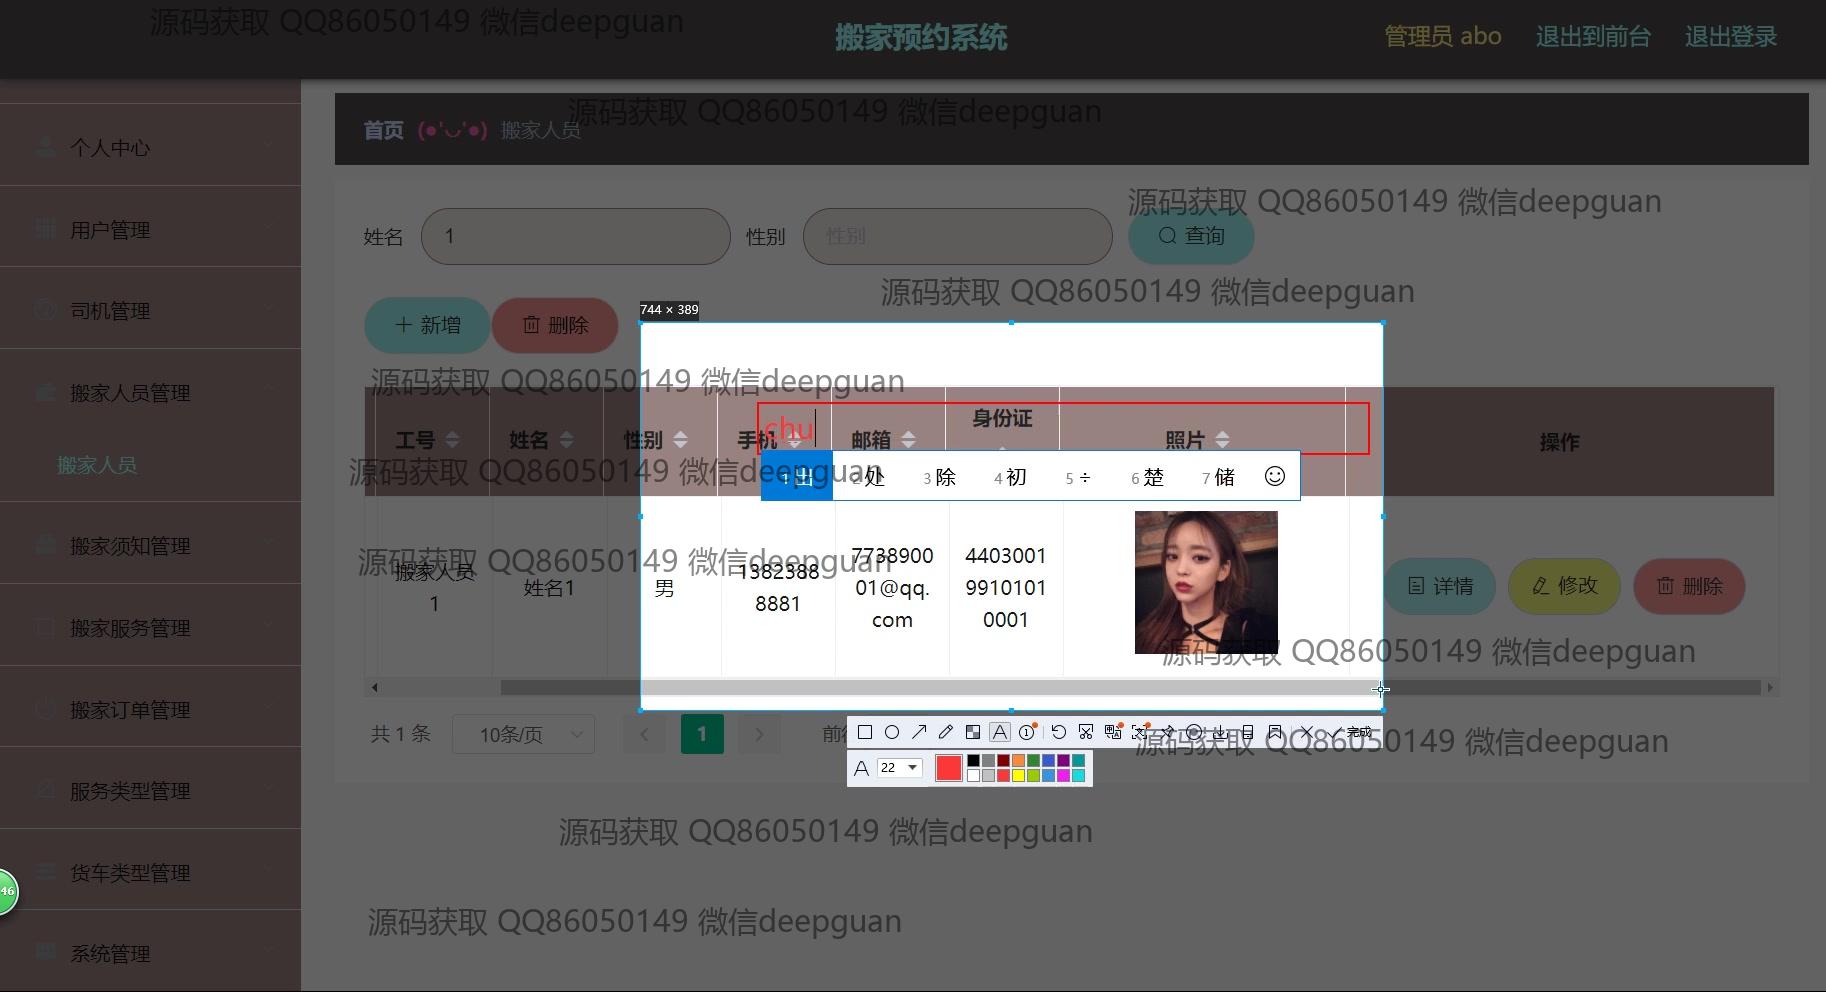 源码获取 QQ86050149 微信deepguan
搬家预约系统
管理员 abo
退出到前台
退出登录
源码获取 QQ86050149 微信deepguan
首页 (●'◡'●) 搬家人员
个人中心
用户管理
司机管理
搬家人员管理
搬家人员
搬家须知管理
搬家服务管理
搬家订单管理
服务类型管理
货车类型管理
系统管理
46
源码获取 QQ86050149 微信deepguan
姓名 1 性别 性别 查询
源码获取 QQ86050149 微信deepguan
新增 删除
744 × 389
源码获取 QQ86050149 微信deepguan
工号 姓名 性别 手机 邮箱 身份证 照片 操作
chu
1 出 2 处 3 除 4 初 5 ÷ 6 楚 7 储
源码获取 QQ86050149 微信deepguan
源码获取 QQ86050149 微信deepguan
搬家人员
1
姓名1
男
1382388
8881
7738900
01@qq.
com
4403001
9910101
0001
详情 修改 删除
源码获取 QQ86050149 微信deepguan
共 1 条 10条/页 1 前
完成
源码获取 QQ86050149 微信deepguan
A 22
源码获取 QQ86050149 微信deepguan
源码获取 QQ86050149 微信deepguan